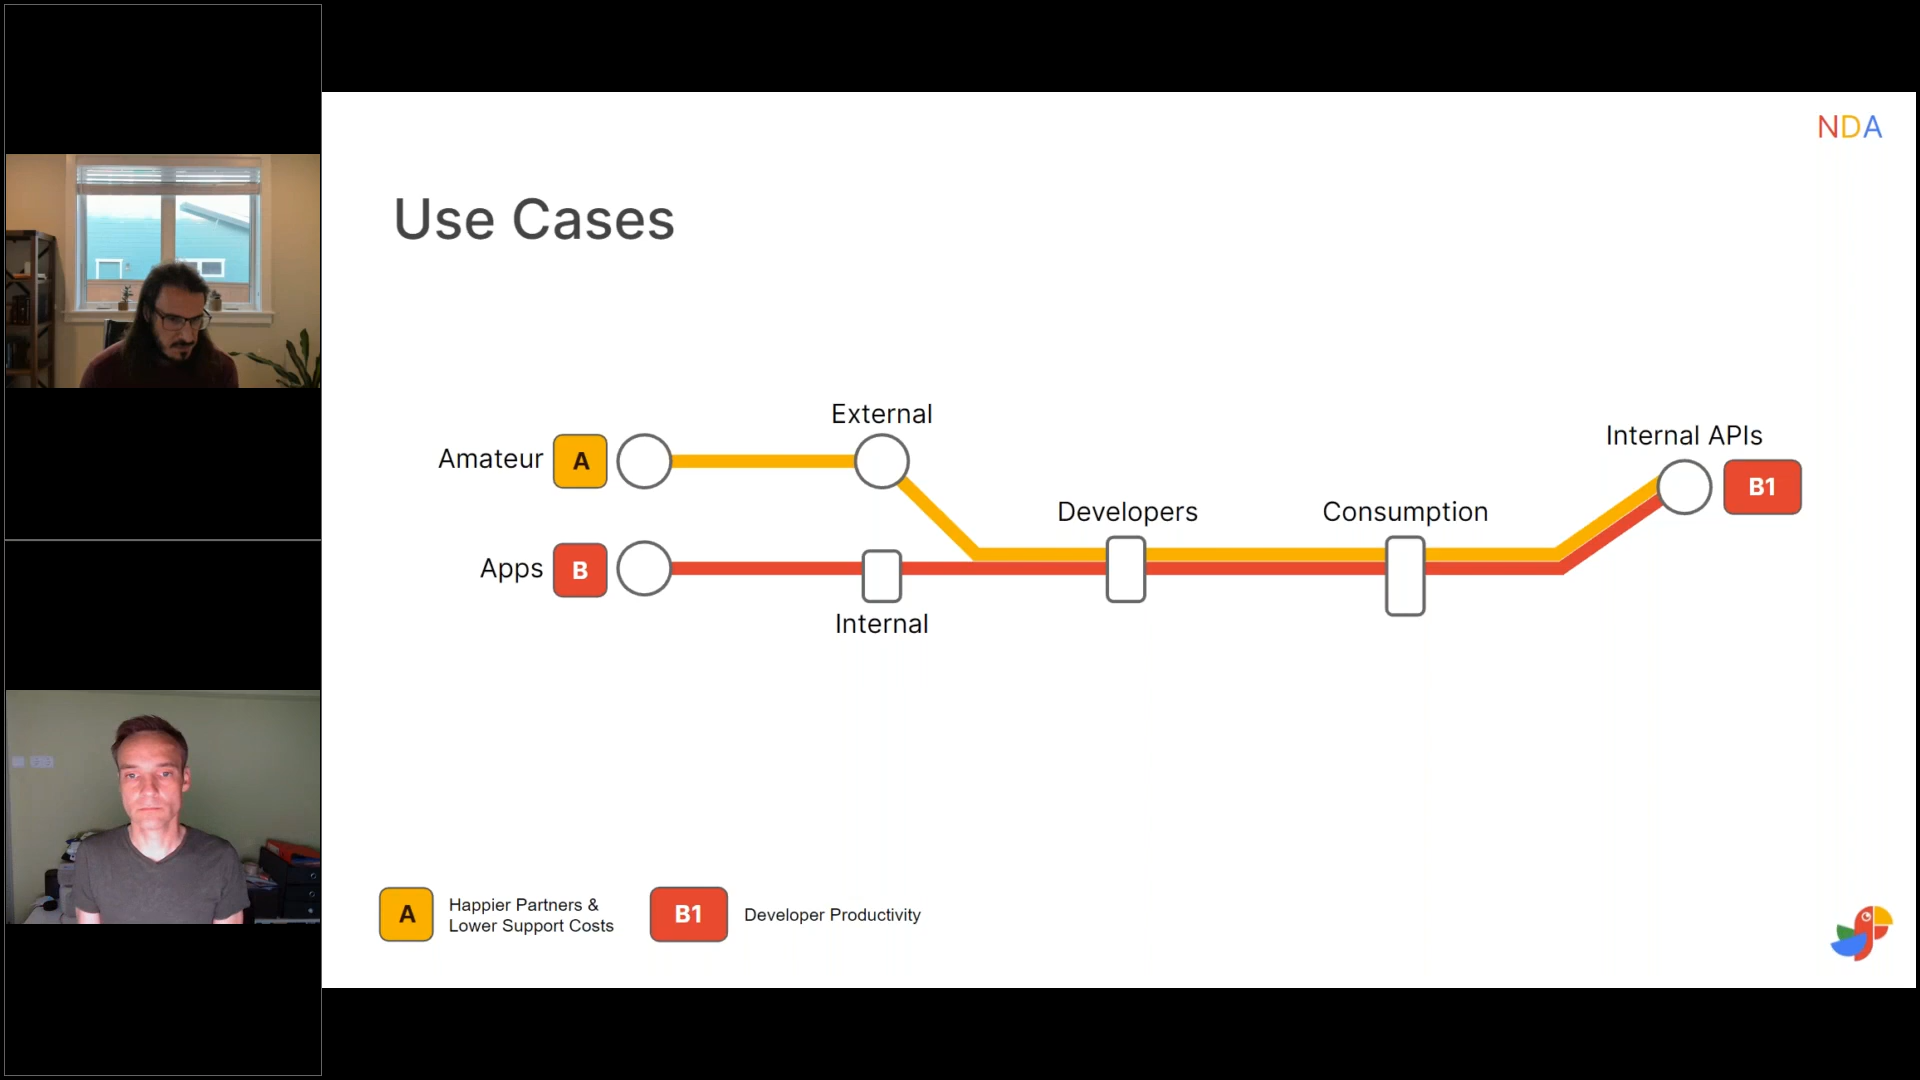 NDA
Use Cases
External
Internal APIs
Amateur A
B1
Developers
Consumption
Apps B
Internal
A
Happier Partners &
Lower Support Costs
B1
Developer Productivity